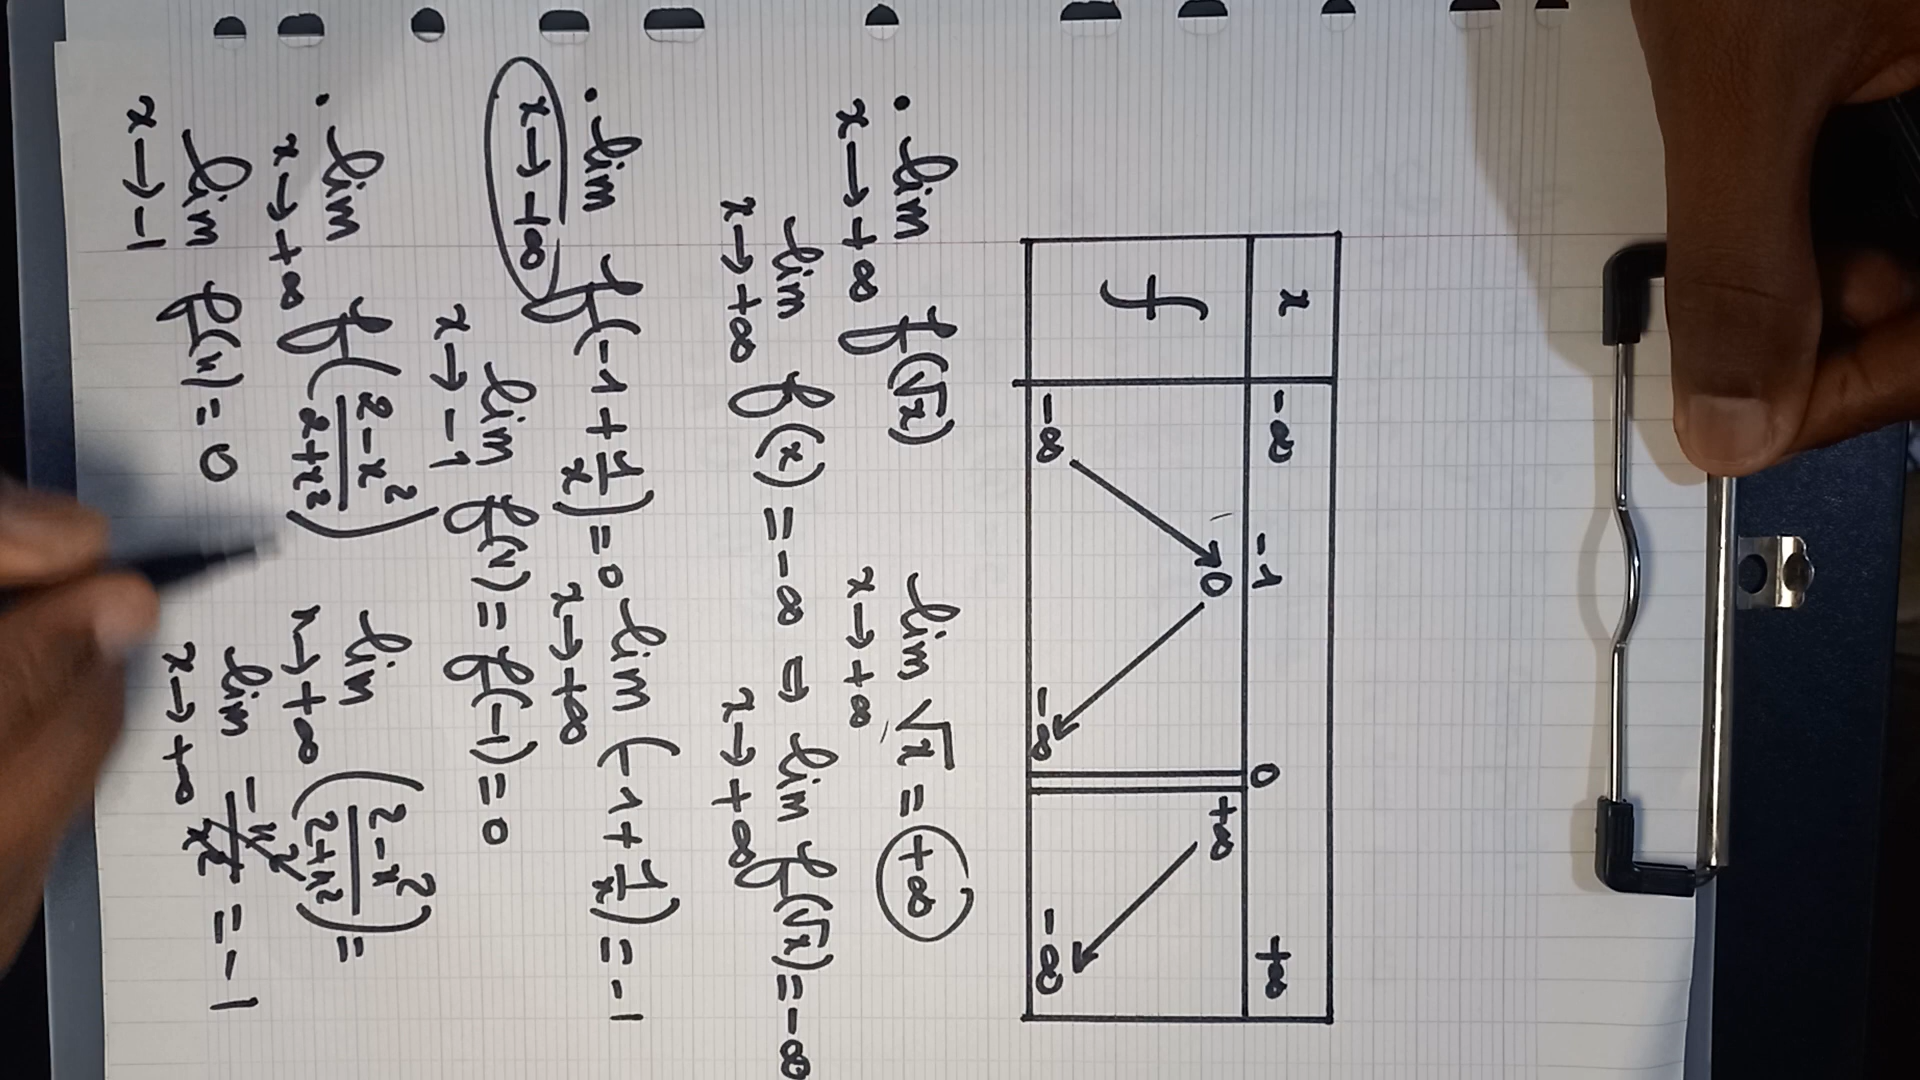 x -∞ -1 0 +∞
f -∞ 0 -∞ +∞ -∞
. lim f(√x) lim √x = +∞
x→+∞ x→+∞
lim f(x) = -∞ ⇒ lim f(√x) = -∞
x→+∞ x→+∞
. lim f(-1 + 1/x) = 0 lim (-1 + 1/x) = -1
x→+∞ x→+∞
lim f(x) = f(-1) = 0
x→-1
. lim f((2-x²)/(2+x²)) lim ((2-x²)/(2+x²)) =
x→+∞ x→+∞
lim f(x) = 0 lim -x²/x² = -1
x→-1 x→+∞